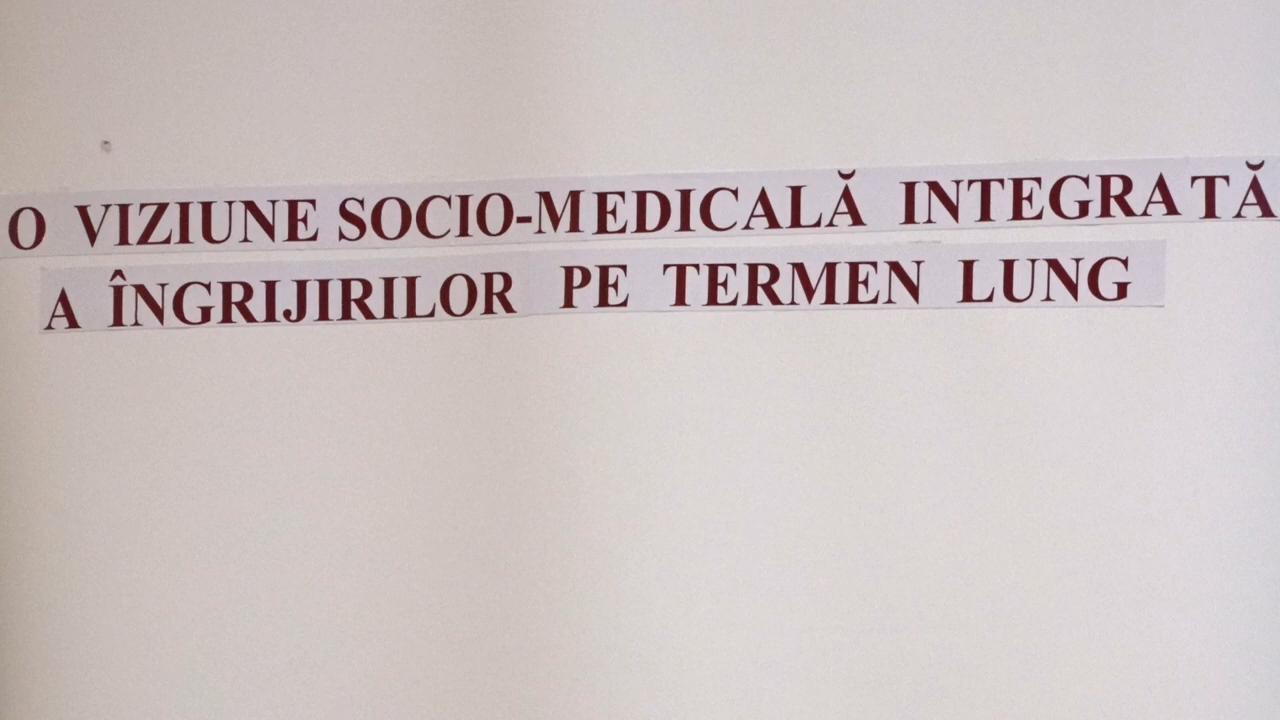 O VIZIUNE SOCIO-MEDICALĂ INTEGRATĂ
A ÎNGRIJIRILOR PE TERMEN LUNG